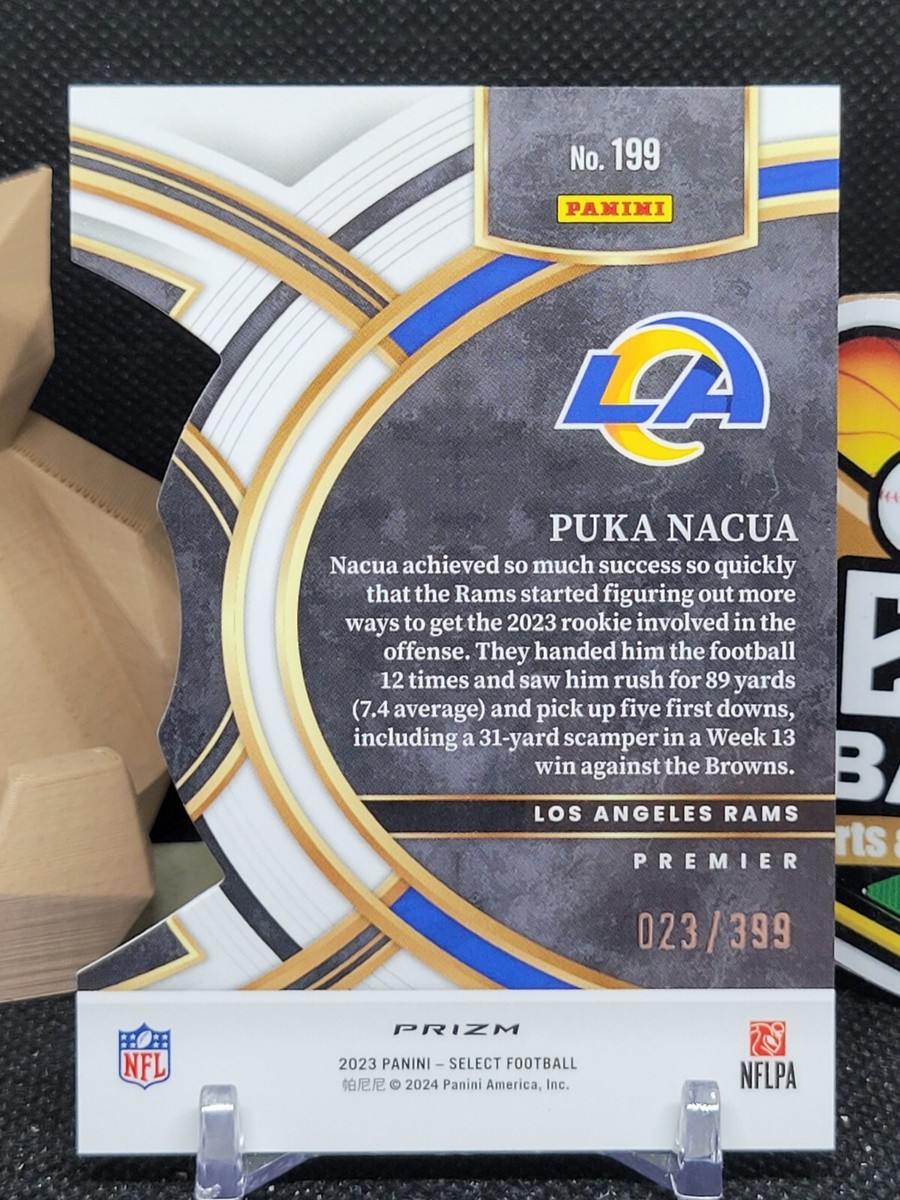 No. 199
PANINI
LA
PUKA NACUA
Nacua achieved so much success so quickly
that the Rams started figuring out more
ways to get the 2023 rookie involved in the
offense. They handed him the football
12 times and saw him rush for 89 yards
(7.4 average) and pick up five first downs,
including a 31-yard scamper in a Week 13
win against the Browns.
LOS ANGELES RAMS
PREMIER
023/399
PRIZM
NFL
2023 PANINI – SELECT FOOTBALL
帕尼尼 © 2024 Panini America, Inc.
NFLPA